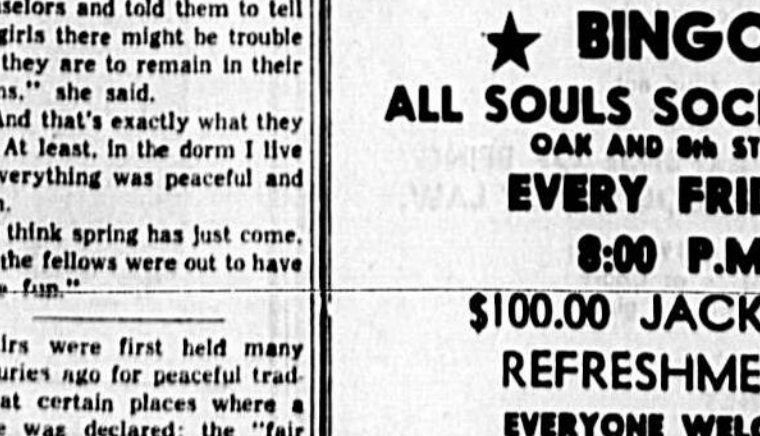 selors and told them to tell
girls there might be trouble
they are to remain in their
ns," she said.
And that's exactly what they
At least, in the dorm I live
verything was peaceful and
think spring has just come,
the fellows were out to have
fun."
irs were first held many
uries ago for peaceful trad-
at certain places where a
was declared: the "fair
★ BINGO
ALL SOULS SOC
OAK AND 8th ST
EVERY FRI
8:00 P.M
$100.00 JACK
REFRESHME
EVERYONE WELC